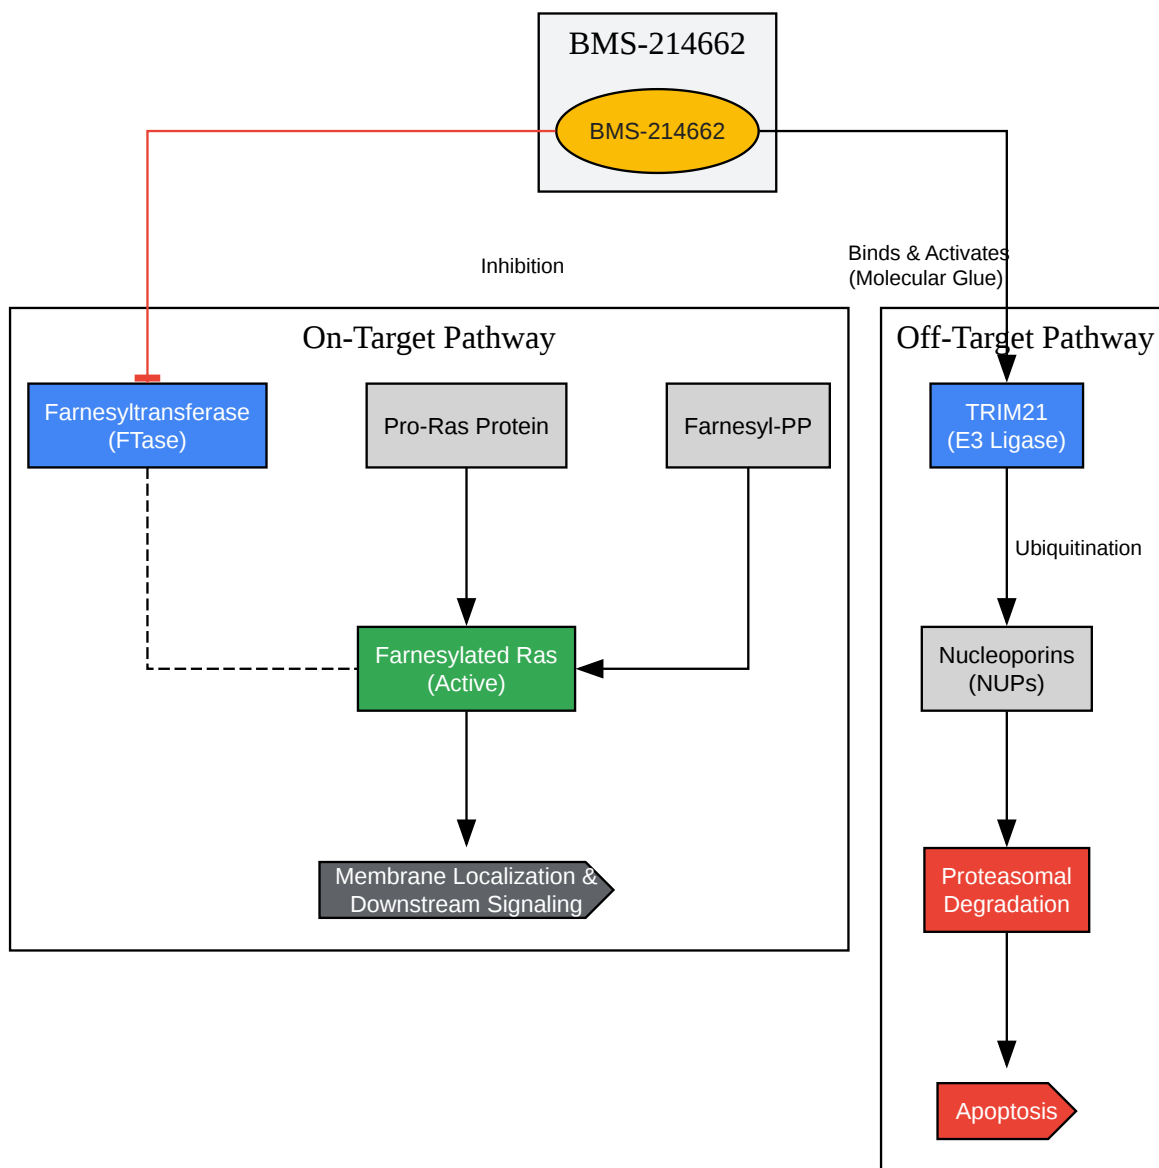 BMS-214662
BMS-214662
Inhibition
Binds & Activates
(Molecular Glue)
On-Target Pathway
Off-Target Pathway
Farnesyltransferase
(FTase)
Pro-Ras Protein
Farnesyl-PP
TRIM21
(E3 Ligase)
Ubiquitination
Farnesylated Ras
(Active)
Nucleoporins
(NUPs)
Membrane Localization &
Downstream Signaling
Proteasomal
Degradation
Apoptosis